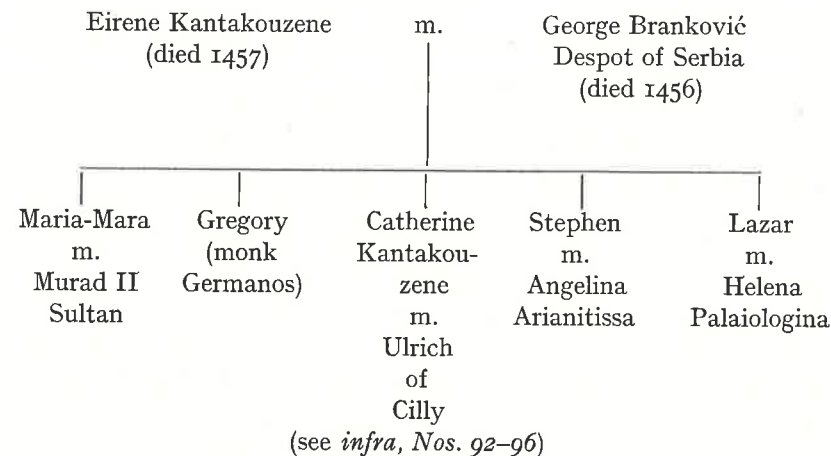 Eirene Kantakouzene m. George Branković
(died 1457) Despot of Serbia
(died 1456)
Maria-Mara
m.
Murad II
Sultan
Gregory
(monk
Germanos)
Catherine
Kantakou-
zene
m.
Ulrich
of
Cilly
Stephen
m.
Angelina
Arianitissa
Lazar
m.
Helena
Palaiologina
(see infra, Nos. 92–96)